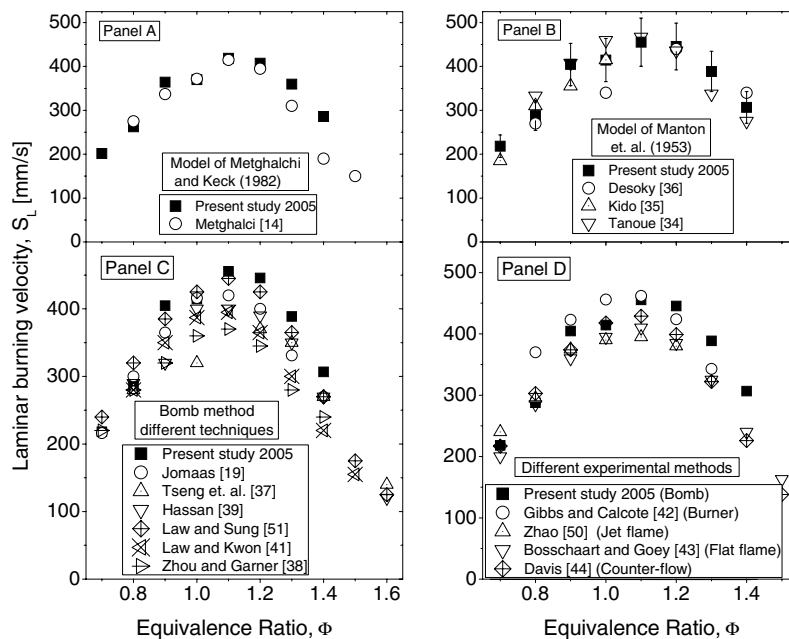 Panel A
Model of Metghalchi
and Keck (1982)
Present study 2005
Metghalci [14]
500
400
300
200
100
0
Panel B
Model of Manton
et. al. (1953)
Present study 2005
Desoky [36]
Kido [35]
Tanoue [34]
500
400
300
200
100
0
Laminar burning velocity, S_L [mm/s]
Panel C
Bomb method
different techniques
Present study 2005
Jomaas [19]
Tseng et. al. [37]
Hassan [39]
Law and Sung [51]
Law and Kwon [41]
Zhou and Garner [38]
400
300
200
100
0
0.8 1.0 1.2 1.4 1.6
Equivalence Ratio, Φ
Panel D
Different experimental methods
Present study 2005 (Bomb)
Gibbs and Calcote [42] (Burner)
Zhao [50] (Jet flame)
Bosschaart and Goey [43] (Flat flame)
Davis [44] (Counter-flow)
500
400
300
200
100
0
0.8 1.0 1.2 1.4
Equivalence Ratio, Φ